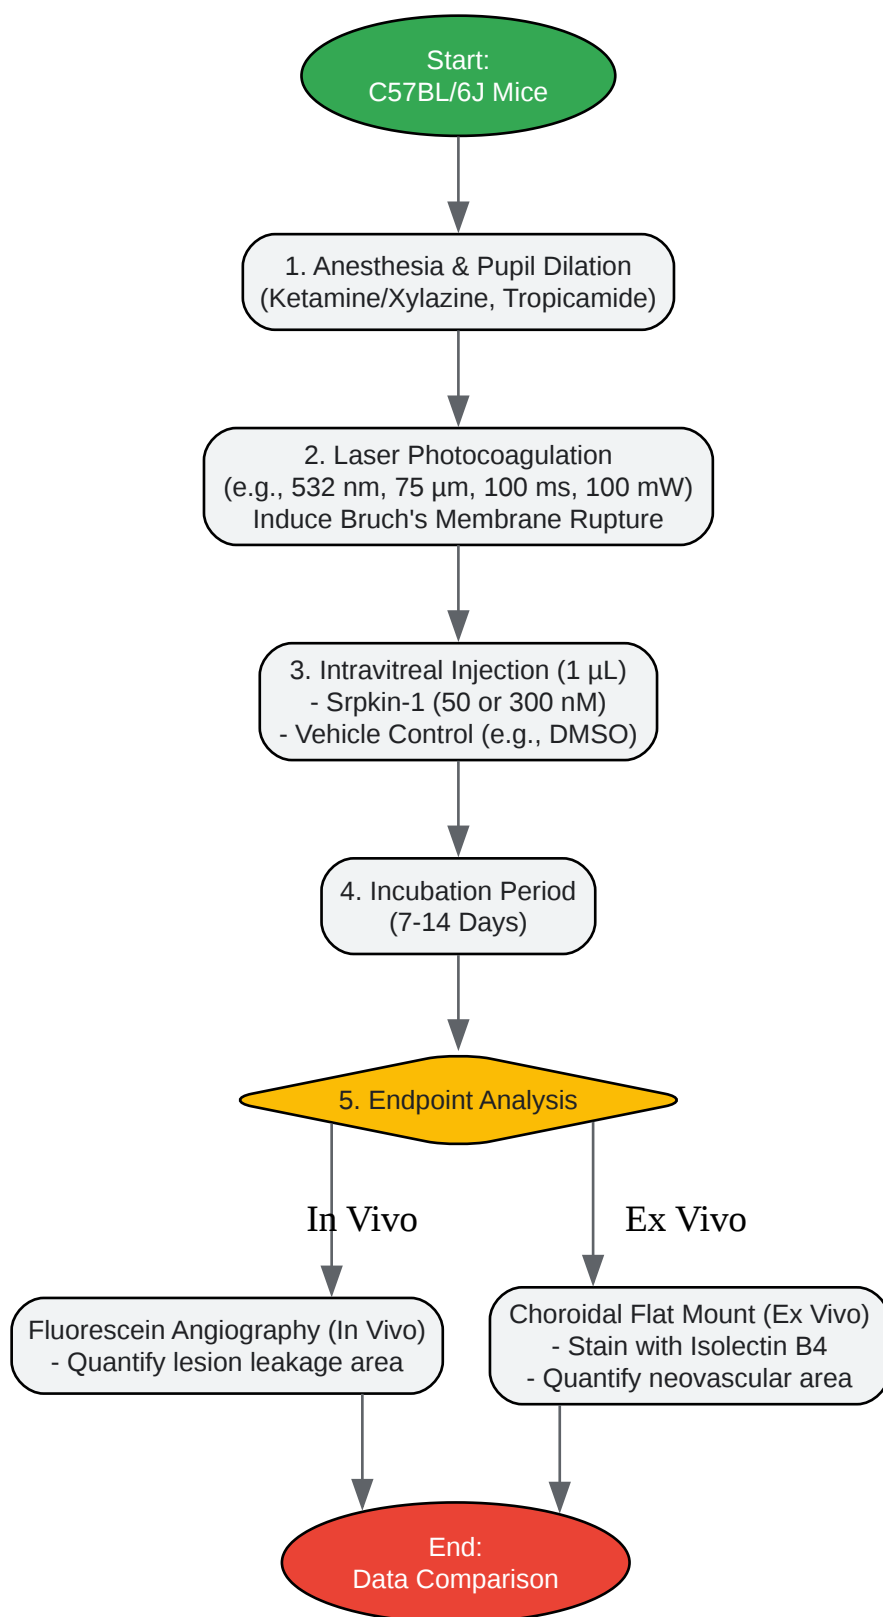 Start:
C57BL/6J Mice
1. Anesthesia & Pupil Dilation
(Ketamine/Xylazine, Tropicamide)
2. Laser Photocoagulation
(e.g., 532 nm, 75 µm, 100 ms, 100 mW)
Induce Bruch's Membrane Rupture
3. Intravitreal Injection (1 µL)
- Srpkin-1 (50 or 300 nM)
- Vehicle Control (e.g., DMSO)
4. Incubation Period
(7-14 Days)
5. Endpoint Analysis
In Vivo
Ex Vivo
Fluorescein Angiography (In Vivo)
- Quantify lesion leakage area
Choroidal Flat Mount (Ex Vivo)
- Stain with Isolectin B4
- Quantify neovascular area
End:
Data Comparison